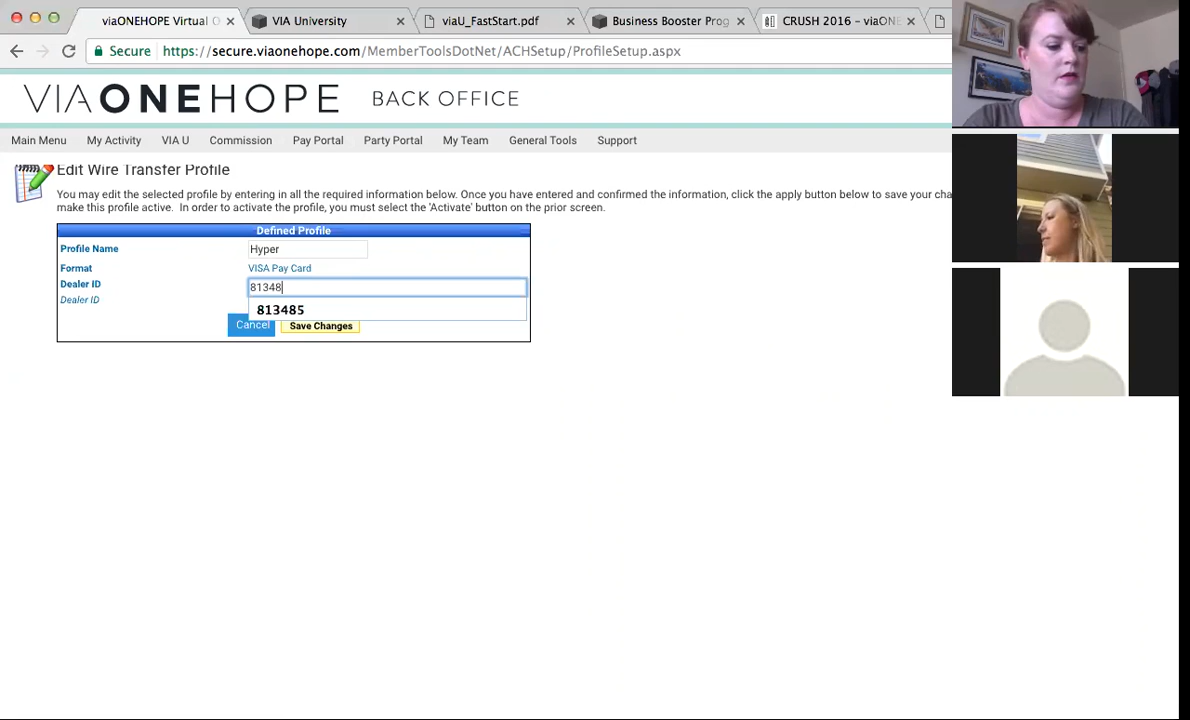 viaONEHOPE Virtual O
VIA University
viaU_FastStart.pdf
Business Booster Prog
CRUSH 2016 – viaONE
Secure https://secure.viaonehope.com/MemberToolsDotNet/ACHSetup/ProfileSetup.aspx
VIAONEHOPE BACK OFFICE
Main Menu My Activity VIA U Commission Pay Portal Party Portal My Team General Tools Support
Edit Wire Transfer Profile
You may edit the selected profile by entering in all the required information below. Once you have entered and confirmed the information, click the apply button below to save your cha
make this profile active. In order to activate the profile, you must select the 'Activate' button on the prior screen.
Defined Profile
Profile Name Hyper
Format VISA Pay Card
Dealer ID 81348
Dealer ID
813485
Cancel Save Changes